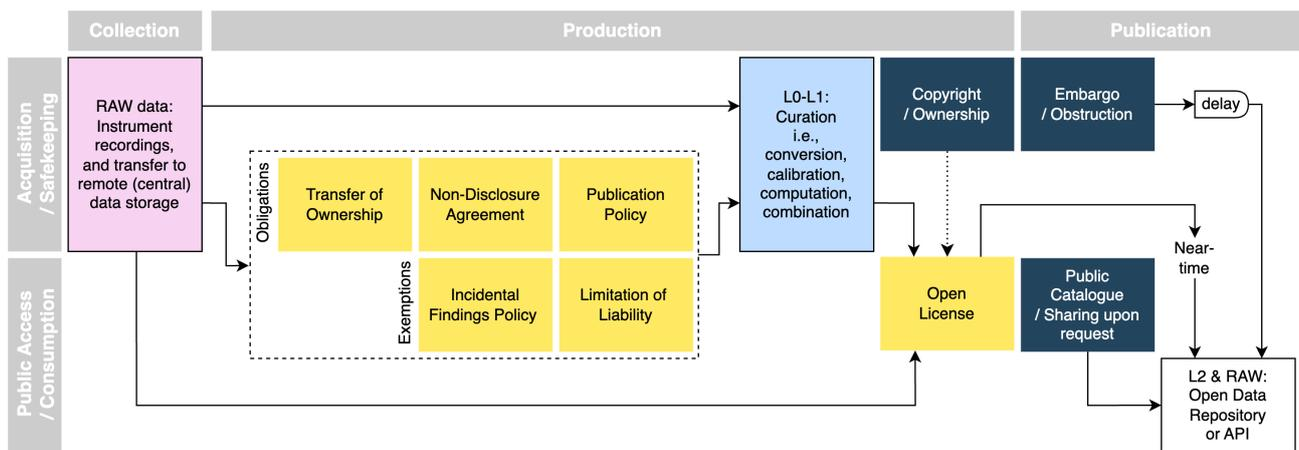 Collection
Production
Publication
Acquisition
/ Safekeeping
RAW data:
Instrument
recordings,
and transfer to
remote (central)
data storage
Obligations
Transfer of
Ownership
Non-Disclosure
Agreement
Publication
Policy
Exemptions
Incidental
Findings Policy
Limitation of
Liability
L0-L1:
Curation
i.e.,
conversion,
calibration,
computation,
combination
Copyright
/ Ownership
Embargo
/ Obstruction
delay
Public Access
/ Consumption
Open
License
Public
Catalogue
/ Sharing upon
request
Near-
time
L2 & RAW:
Open Data
Repository
or API